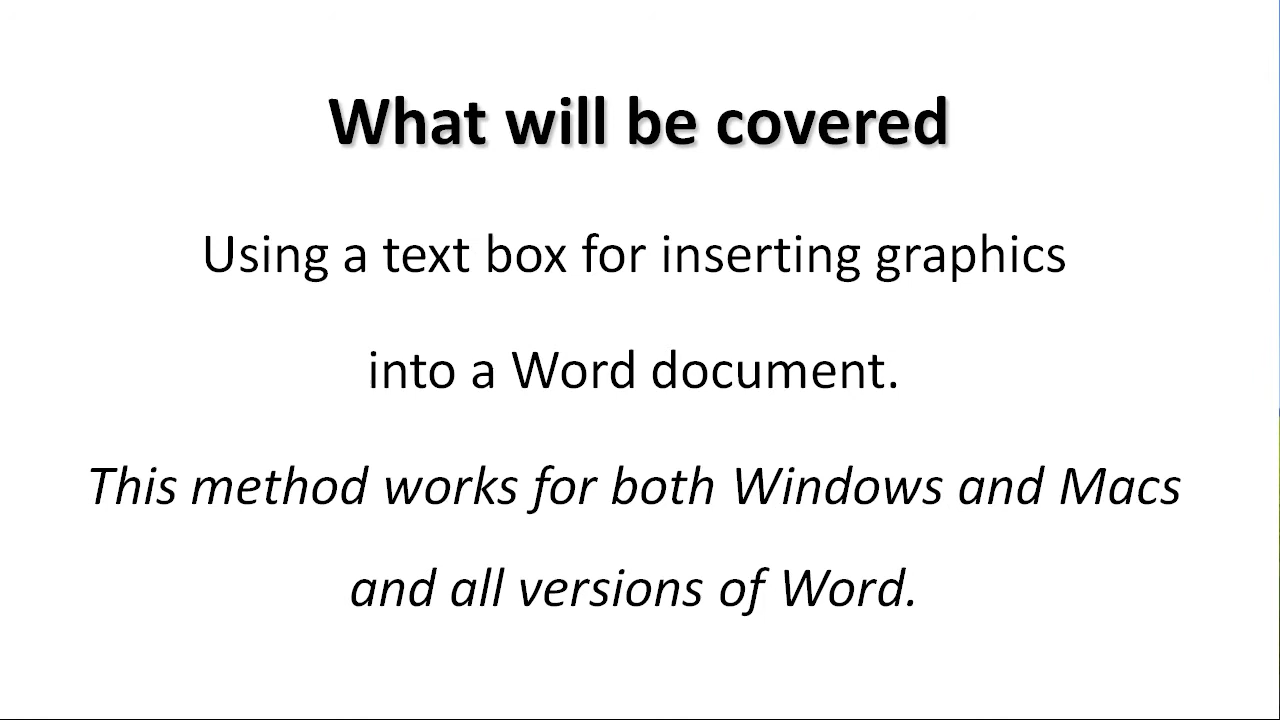 What will be covered
Using a text box for inserting graphics
into a Word document.
This method works for both Windows and Macs
and all versions of Word.